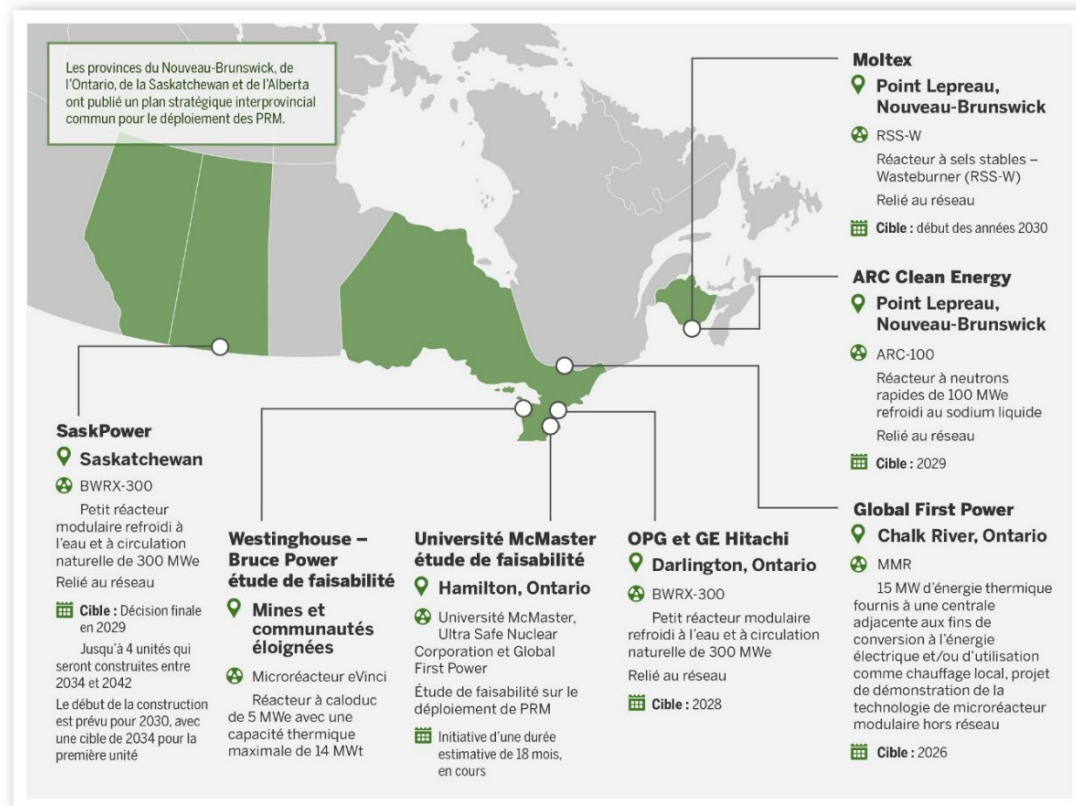 Les provinces du Nouveau-Brunswick, de
l'Ontario, de la Saskatchewan et de l'Alberta
ont publié un plan stratégique interprovincial
commun pour le déploiement des PRM.
Moltex
Point Lepreau,
Nouveau-Brunswick
RSS-W
Réacteur à sels stables –
Wasteburner (RSS-W)
Relié au réseau
Cible : début des années 2030
ARC Clean Energy
Point Lepreau,
Nouveau-Brunswick
ARC-100
Réacteur à neutrons
rapides de 100 MWe
refroidi au sodium liquide
Relié au réseau
Cible : 2029
Global First Power
Chalk River, Ontario
MMR
15 MW d'énergie thermique
fournis à une centrale
adjacente aux fins de
conversion à l'énergie
électrique et/ou d'utilisation
comme chauffage local, projet
de démonstration de la
technologie de microréacteur
modulaire hors réseau
Cible : 2026
SaskPower
Saskatchewan
BWRX-300
Petit réacteur
modulaire refroidi à
l'eau et à circulation
naturelle de 300 MWe
Relié au réseau
Cible : Décision finale
en 2029
Jusqu'à 4 unités qui
seront construites entre
2034 et 2042
Le début de la construction
est prévu pour 2030, avec
une cible de 2034 pour la
première unité
Westinghouse –
Bruce Power
étude de faisabilité
Mines et
communautés
éloignées
Microréacteur eVinci
Réacteur à caloduc
de 5 MWe avec une
capacité thermique
maximale de 14 MWt
Université McMaster
étude de faisabilité
Hamilton, Ontario
Université McMaster,
Ultra Safe Nuclear
Corporation et Global
First Power
Étude de faisabilité sur le
déploiement de PRM
Initiative d'une durée
estimative de 18 mois,
en cours
OPG et GE Hitachi
Darlington, Ontario
BWRX-300
Petit réacteur modulaire
refroidi à l'eau et à circulation
naturelle de 300 MWe
Relié au réseau
Cible : 2028